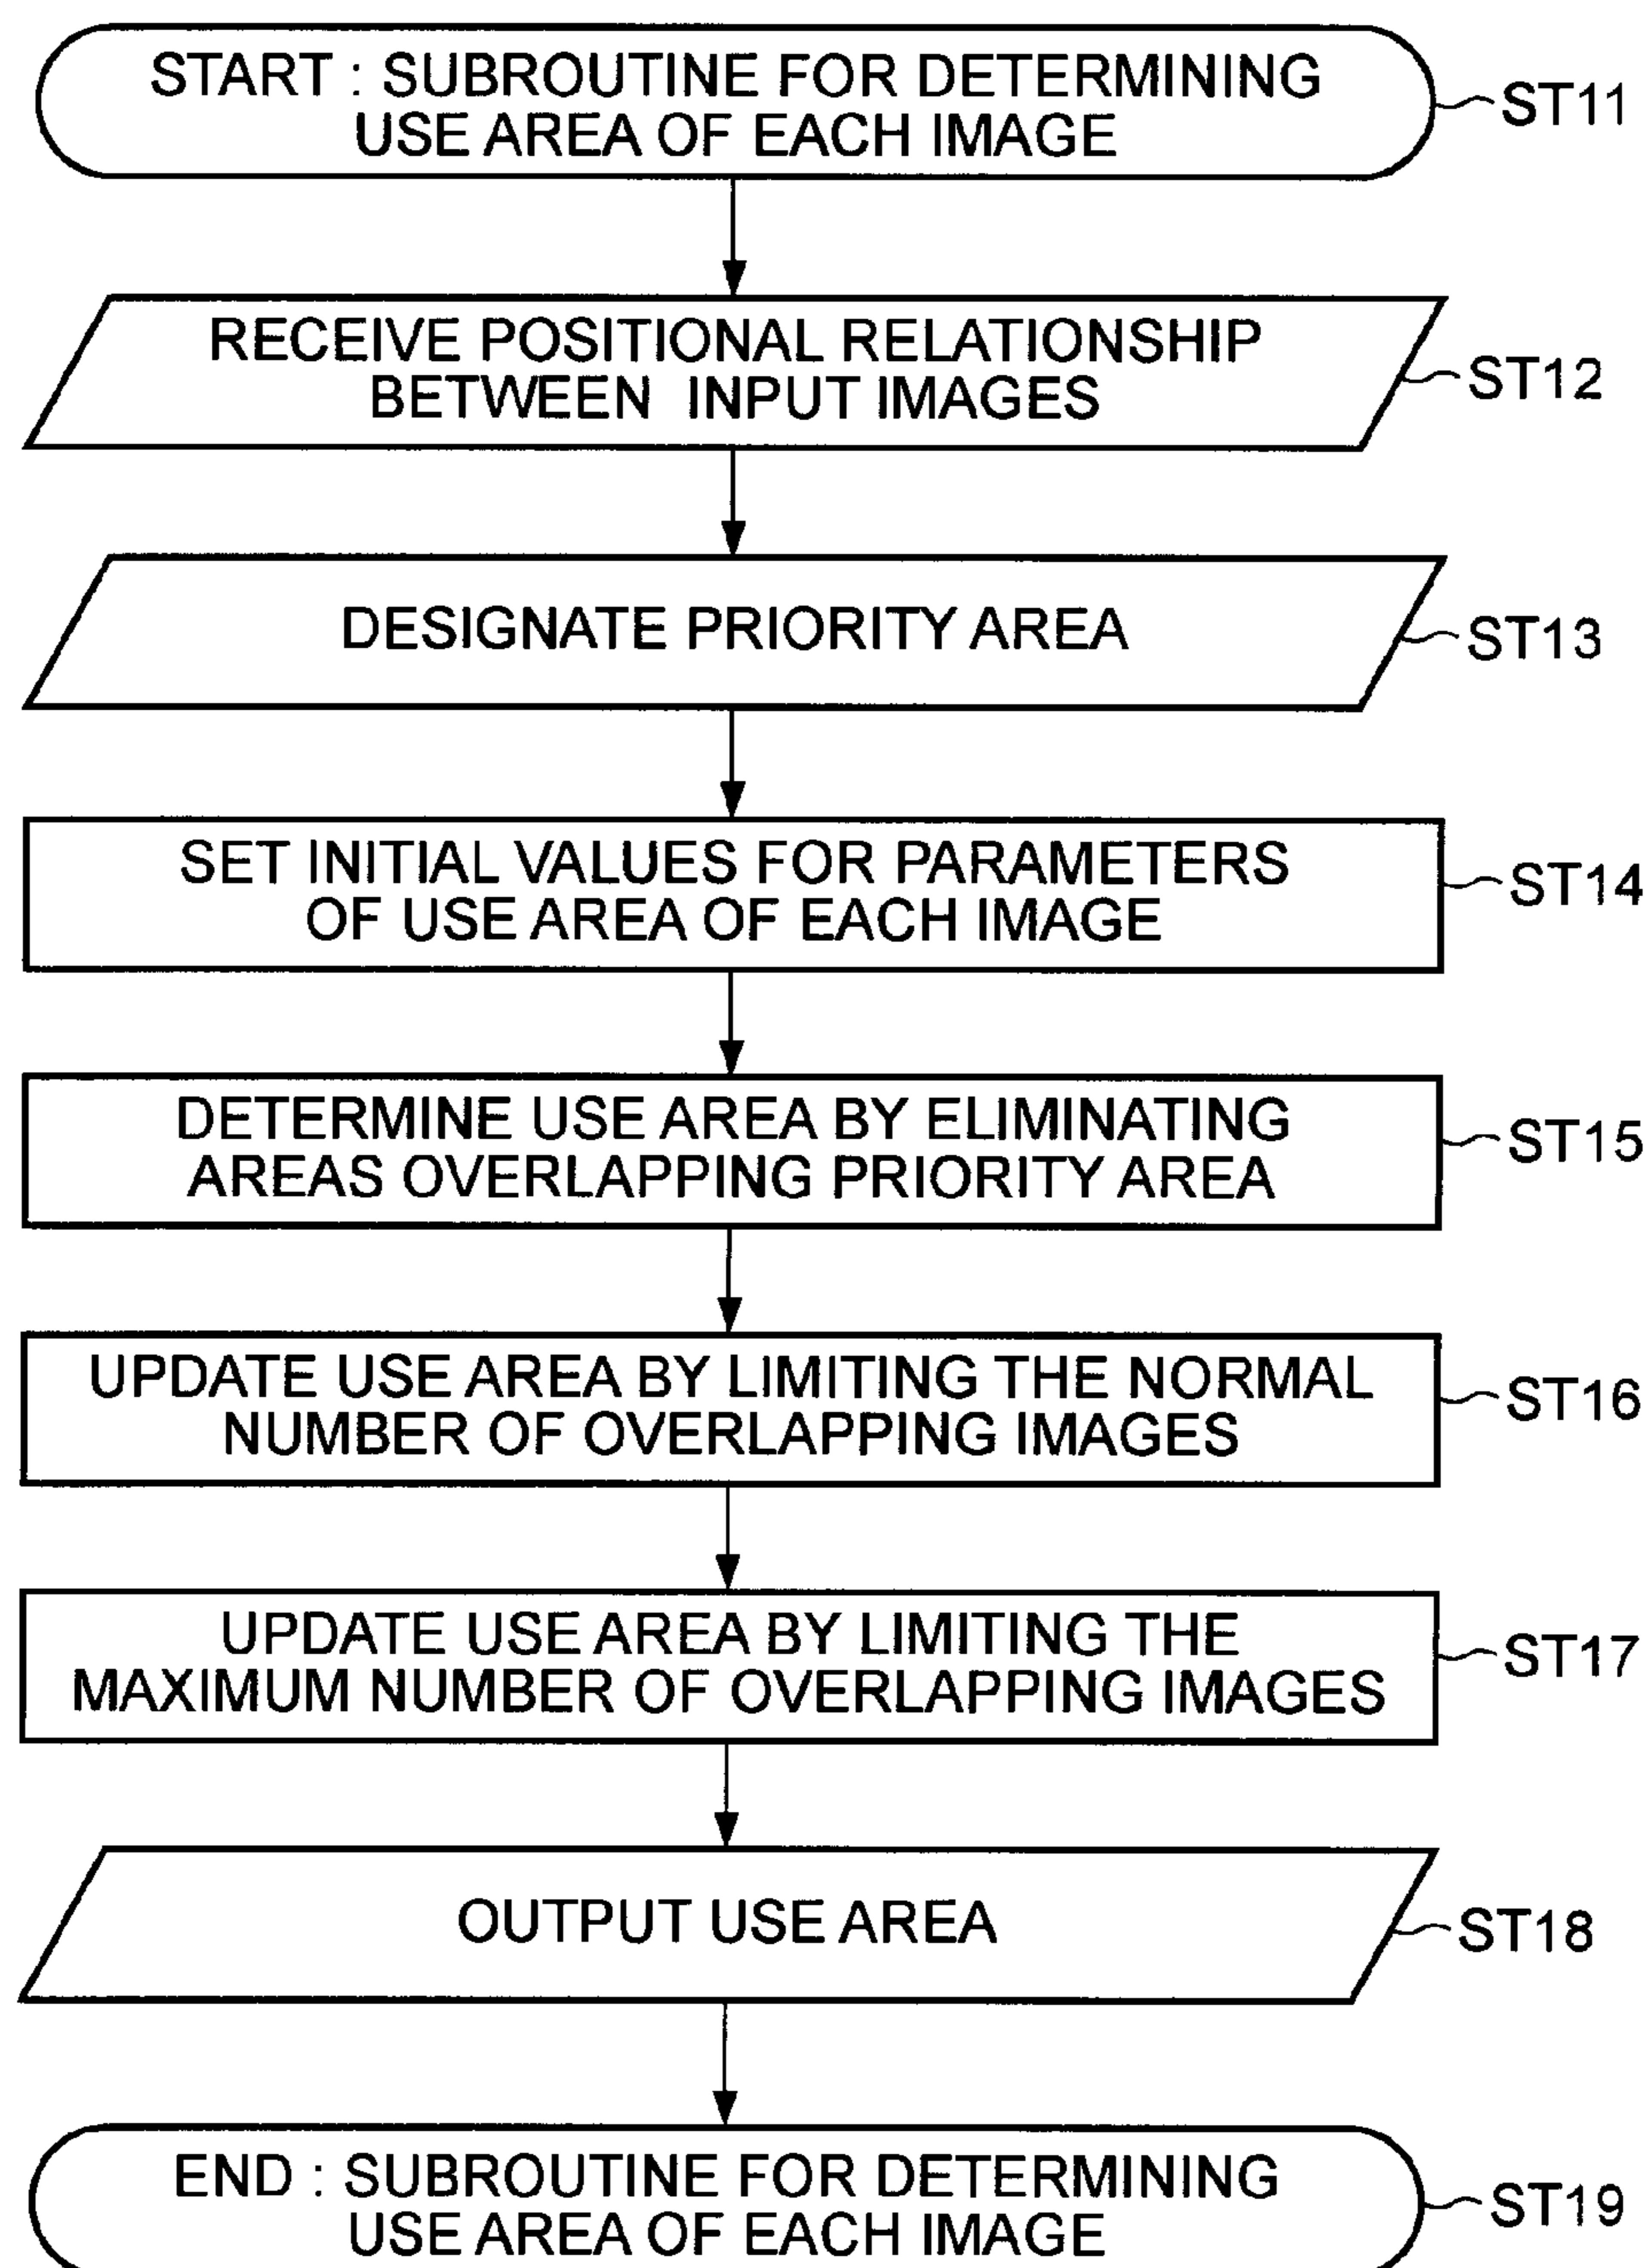 START : SUBROUTINE FOR DETERMINING
USE AREA OF EACH IMAGE
ST11
RECEIVE POSITIONAL RELATIONSHIP
BETWEEN INPUT IMAGES
ST12
DESIGNATE PRIORITY AREA
ST13
SET INITIAL VALUES FOR PARAMETERS
OF USE AREA OF EACH IMAGE
ST14
DETERMINE USE AREA BY ELIMINATING
AREAS OVERLAPPING PRIORITY AREA
ST15
UPDATE USE AREA BY LIMITING THE NORMAL
NUMBER OF OVERLAPPING IMAGES
ST16
UPDATE USE AREA BY LIMITING THE
MAXIMUM NUMBER OF OVERLAPPING IMAGES
ST17
OUTPUT USE AREA
ST18
END : SUBROUTINE FOR DETERMINING
USE AREA OF EACH IMAGE
ST19